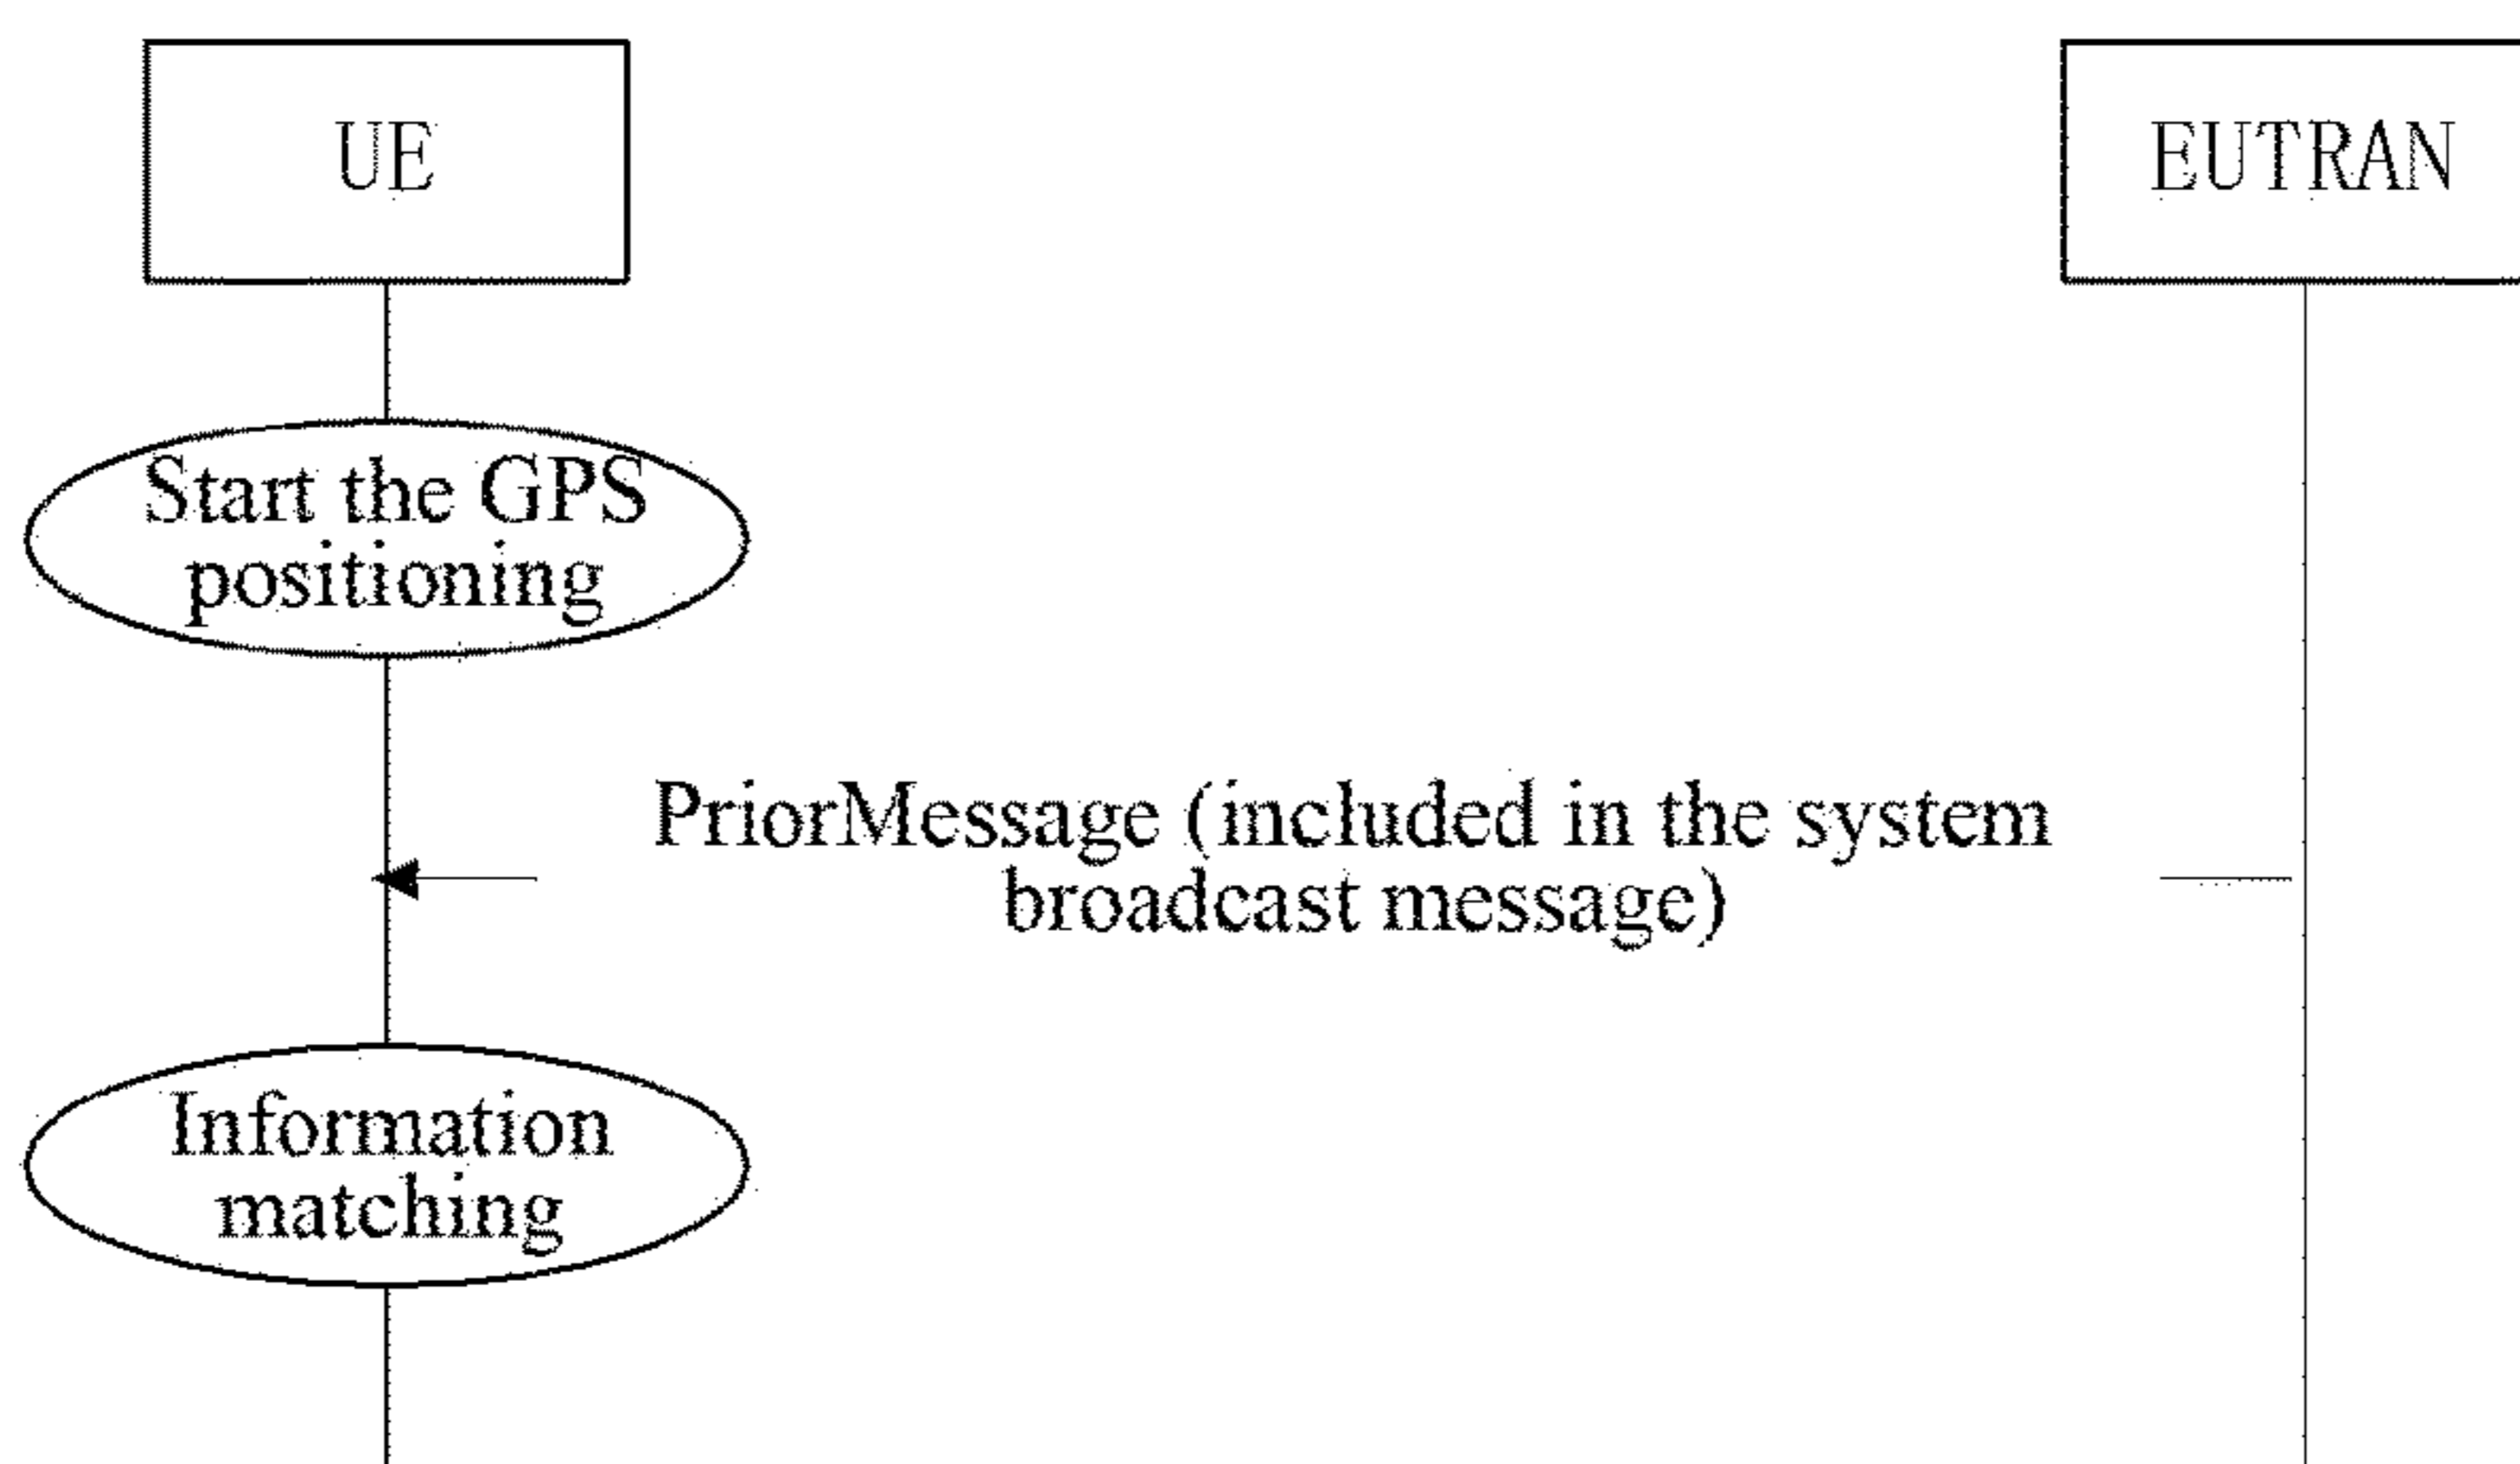 UE
EUTRAN
Start the GPS
positioning
PriorMessage (included in the system
broadcast message)
Information
matching